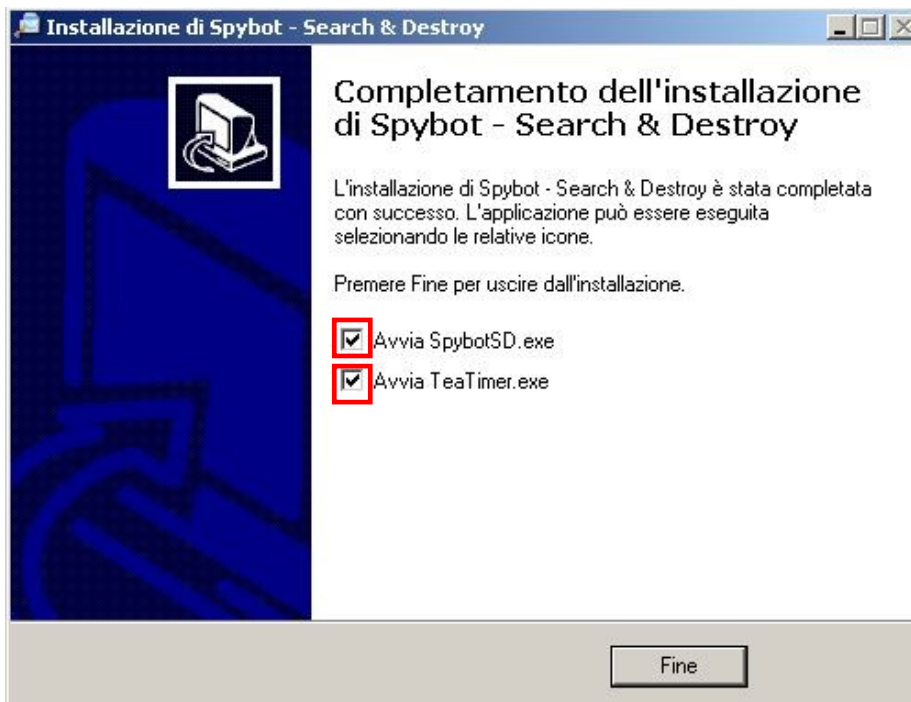 Installazione di Spybot - Search & Destroy
Completamento dell'installazione
di Spybot - Search & Destroy
L'installazione di Spybot - Search & Destroy è stata completata
con successo. L'applicazione può essere eseguita
selezionando le relative icone.
Premere Fine per uscire dall'installazione.
Avvia SpybotSD.exe
Avvia TeaTimer.exe
Fine